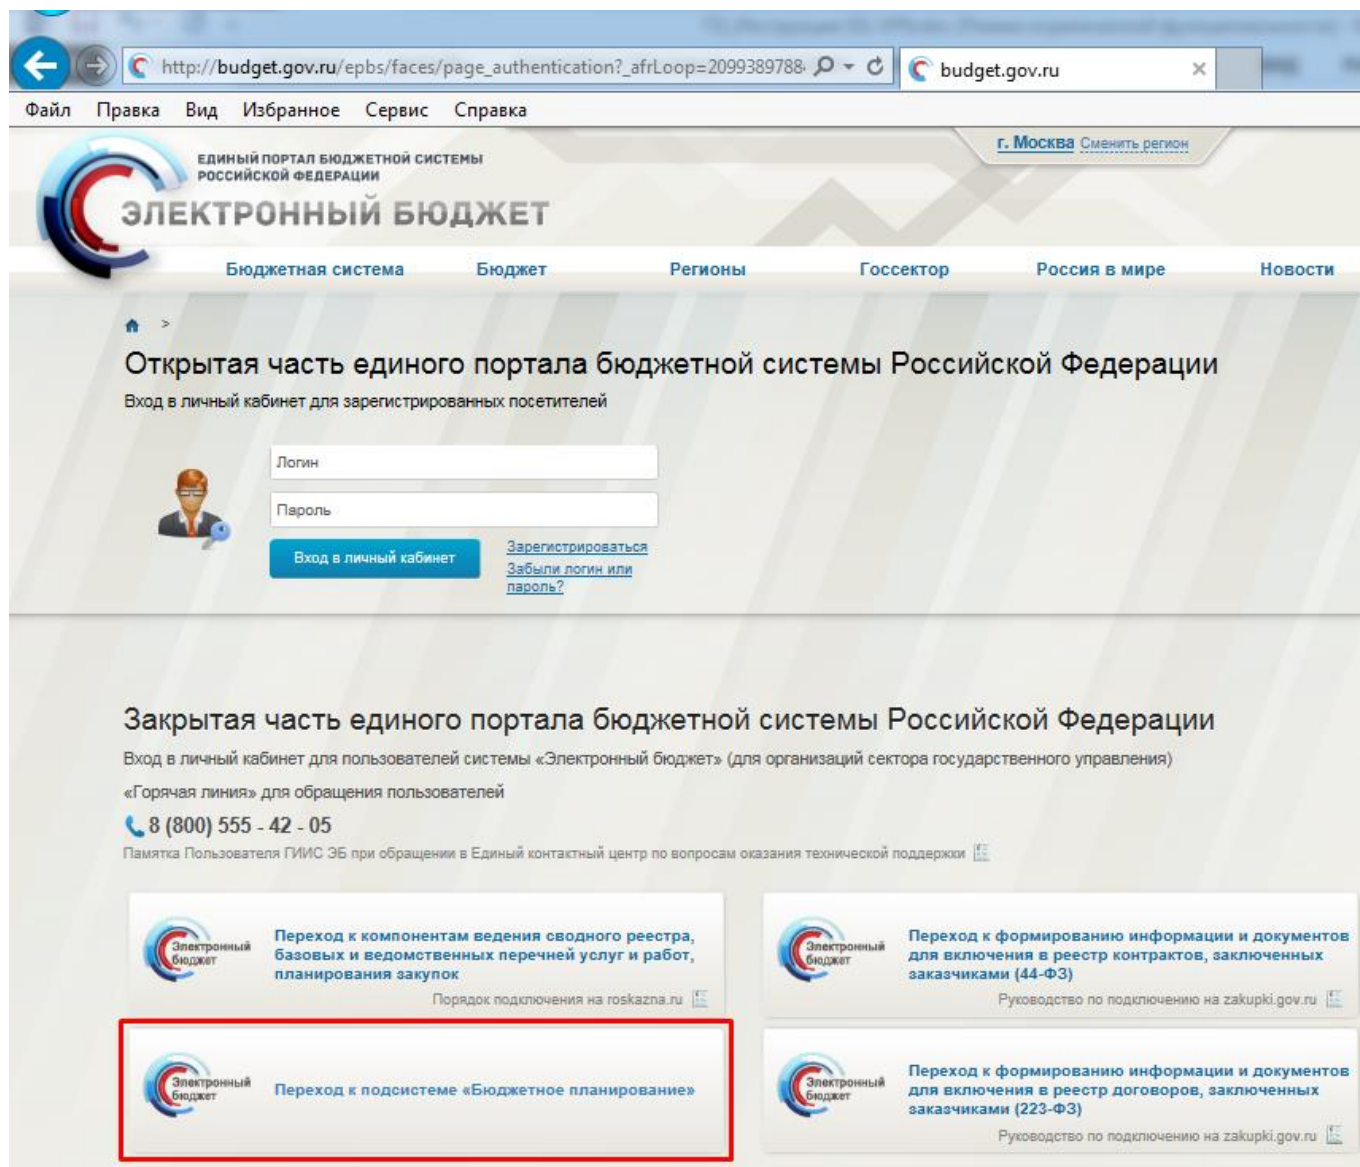 http://budget.gov.ru/epbs/faces/page_authentication?_afrLoop=2099389788
budget.gov.ru
Файл Правка Вид Избранное Сервис Справка
г. Москва Сменить регион
ЕДИНЫЙ ПОРТАЛ БЮДЖЕТНОЙ СИСТЕМЫ
РОССИЙСКОЙ ФЕДЕРАЦИИ
ЭЛЕКТРОННЫЙ БЮДЖЕТ
Бюджетная система Бюджет Регионы Госсектор Россия в мире Новости
>
Открытая часть единого портала бюджетной системы Российской Федерации
Вход в личный кабинет для зарегистрированных посетителей
Логин
Пароль
Вход в личный кабинет
Зарегистрироваться
Забыли логин или
пароль?
Закрытая часть единого портала бюджетной системы Российской Федерации
Вход в личный кабинет для пользователей системы «Электронный бюджет» (для организаций сектора государственного управления)
«Горячая линия» для обращения пользователей
8 (800) 555 - 42 - 05
Памятка Пользователя ГИИС ЭБ при обращении в Единый контактный центр по вопросам оказания технической поддержки
Электронный
бюджет
Переход к компонентам ведения сводного реестра,
базовых и ведомственных перечней услуг и работ,
планирования закупок
Порядок подключения на roskazna.ru
Электронный
бюджет
Переход к формированию информации и документов
для включения в реестр контрактов, заключенных
заказчиками (44-ФЗ)
Руководство по подключению на zakupki.gov.ru
Электронный
бюджет
Переход к подсистеме «Бюджетное планирование»
Электронный
бюджет
Переход к формированию информации и документов
для включения в реестр договоров, заключенных
заказчиками (223-ФЗ)
Руководство по подключению на zakupki.gov.ru